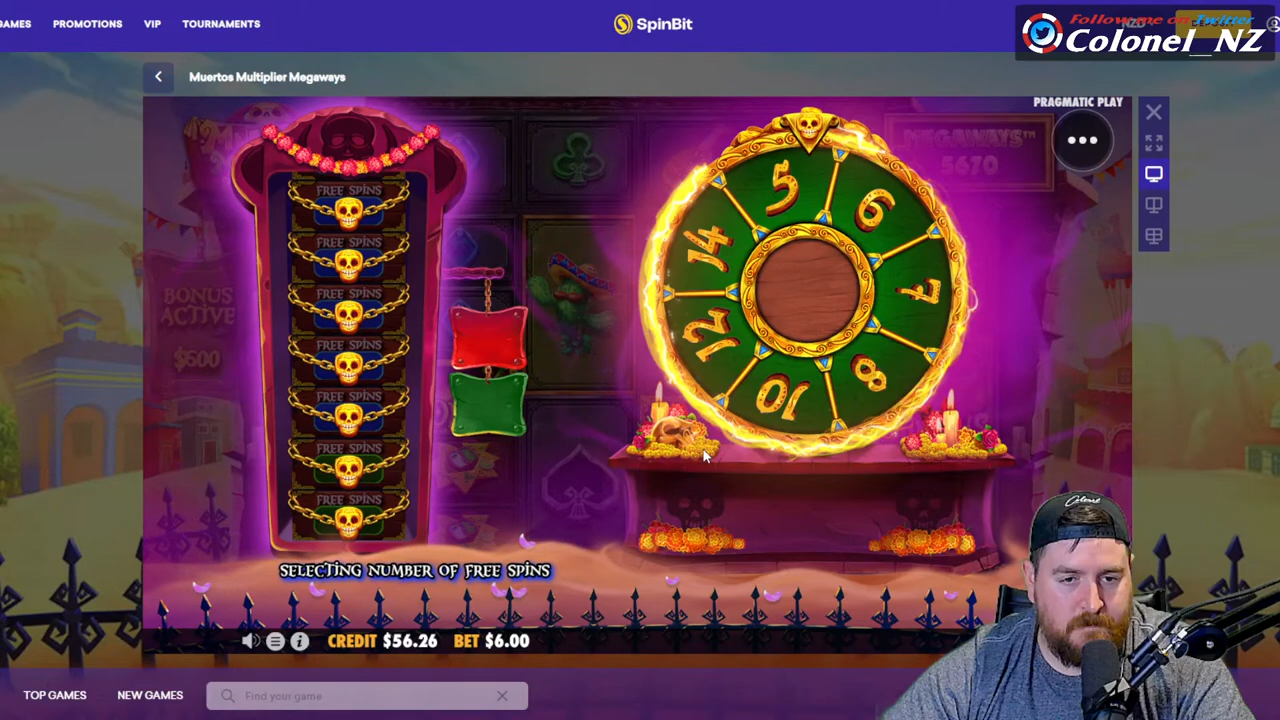 GAMES
PROMOTIONS
VIP
TOURNAMENTS
SpinBit
Follow me on Twitter
Colonel_NZ
Muertos Multiplier Megaways
PRAGMATIC PLAY
MEGAWAYS™
5670
FREE SPINS
FREE SPINS
FREE SPINS
FREE SPINS
FREE SPINS
FREE SPINS
FREE SPINS
BONUS
ACTIVE
$600
5
6
7
8
10
12
14
SELECTING NUMBER OF FREE SPINS
CREDIT $56.26
BET $6.00
TOP GAMES
NEW GAMES
Find your game